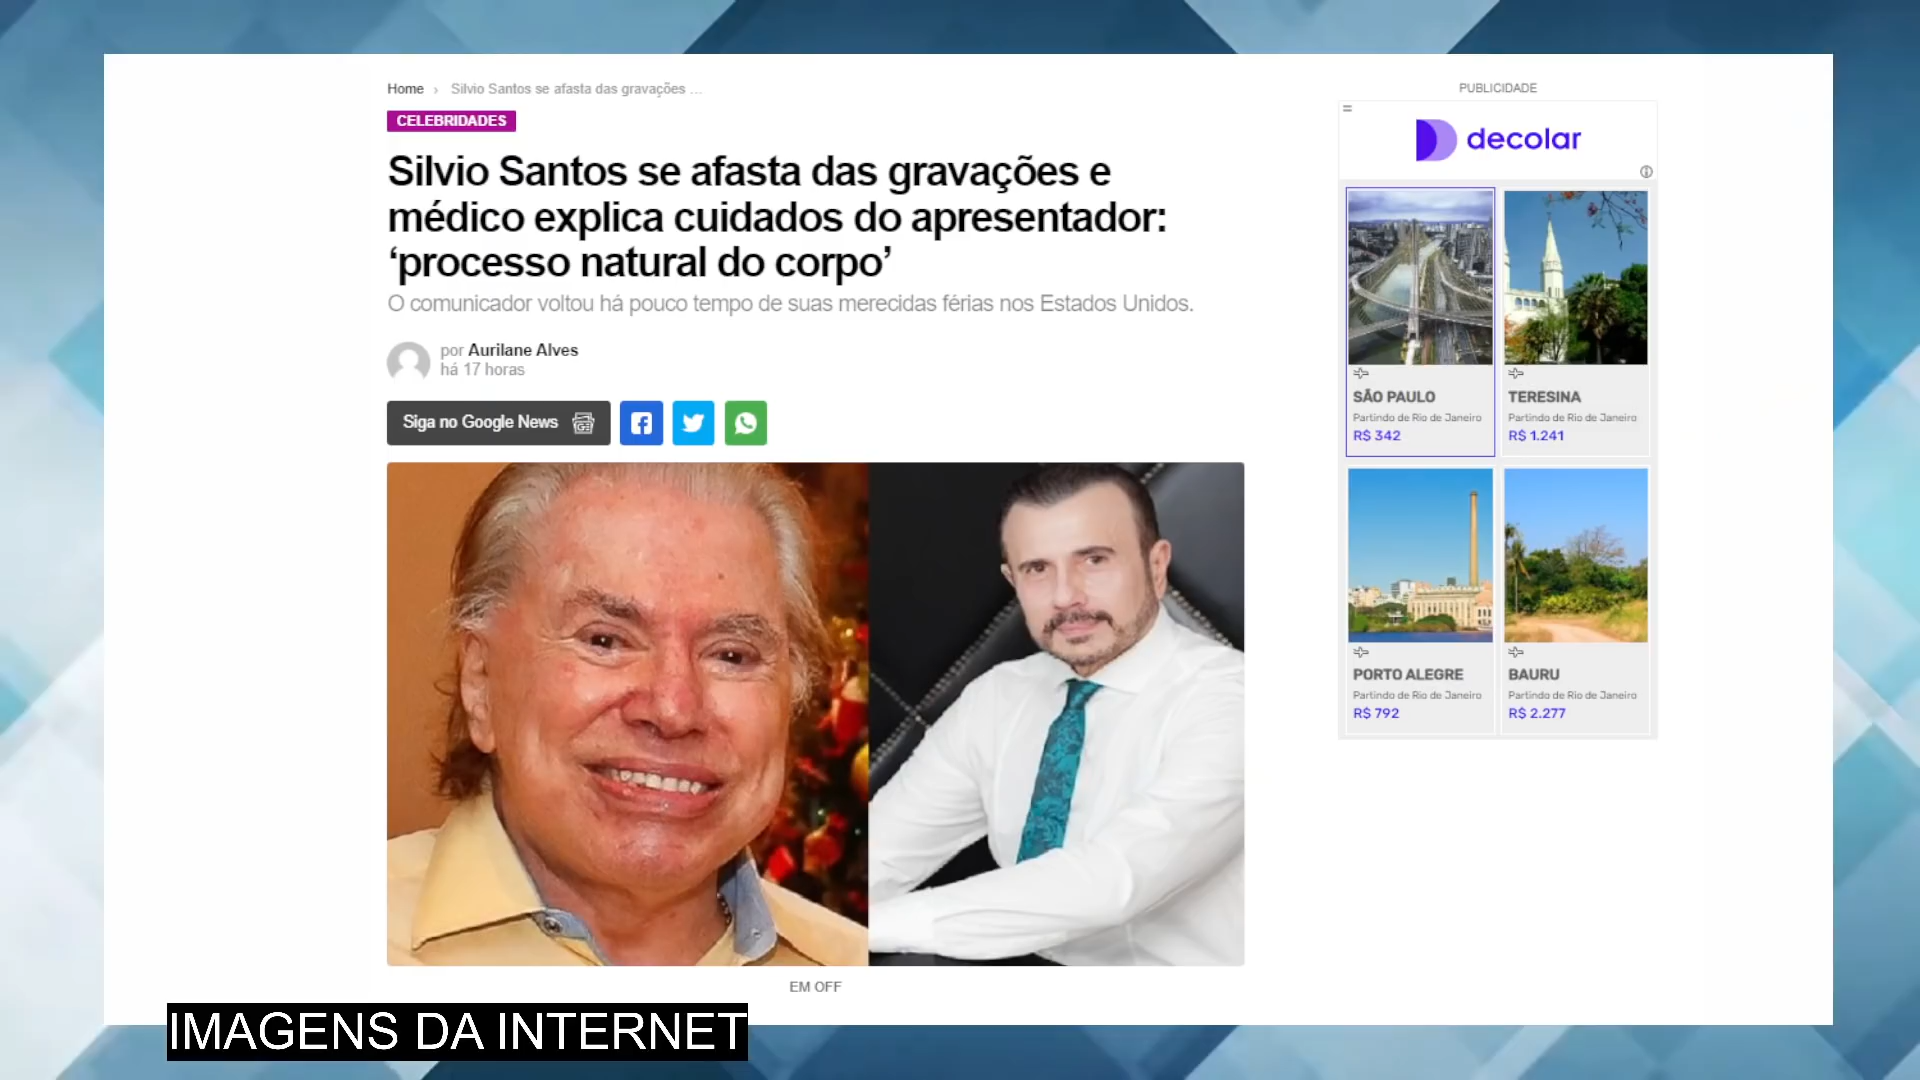 Home › Silvio Santos se afasta das gravações ...
CELEBRIDADES
Silvio Santos se afasta das gravações e
médico explica cuidados do apresentador:
‘processo natural do corpo’
O comunicador voltou há pouco tempo de suas merecidas férias nos Estados Unidos.
por Aurilane Alves
há 17 horas
Siga no Google News
EM OFF
PUBLICIDADE
decolar
SÃO PAULO
Partindo de Rio de Janeiro
R$ 342
TERESINA
Partindo de Rio de Janeiro
R$ 1.241
PORTO ALEGRE
Partindo de Rio de Janeiro
R$ 792
BAURU
Partindo de Rio de Janeiro
R$ 2.277
IMAGENS DA INTERNET